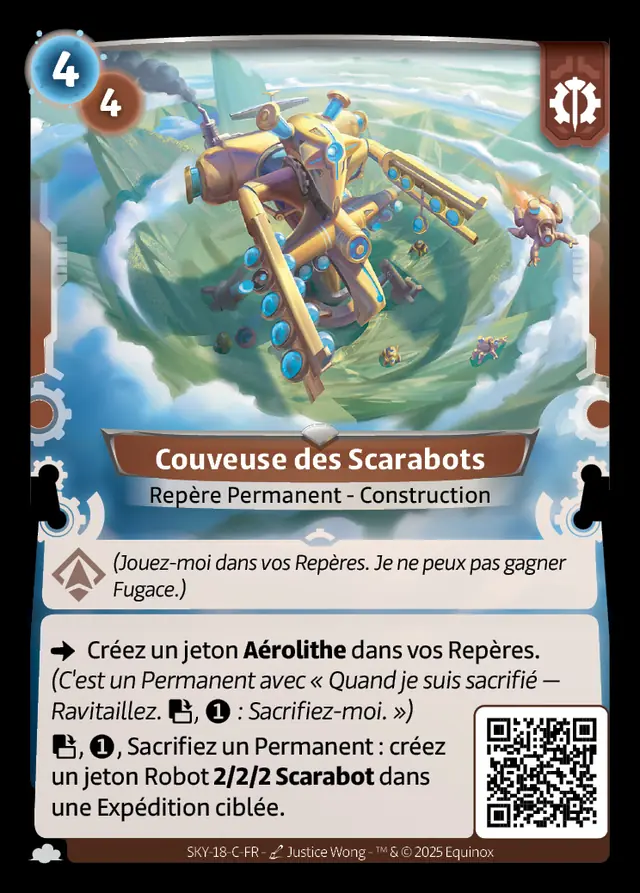 4
4
Couveuse des Scarabots
Repère Permanent - Construction
(Jouez-moi dans vos Repères. Je ne peux pas gagner
Fugace.)
Créez un jeton Aérolithe dans vos Repères.
(C'est un Permanent avec « Quand je suis sacrifié —
Ravitaillez. , 1 : Sacrifiez-moi. »)
, 1, Sacrifiez un Permanent : créez
un jeton Robot 2/2/2 Scarabot dans
une Expédition ciblée.
SKY-18-C-FR - Justice Wong - ™ & © 2025 Equinox